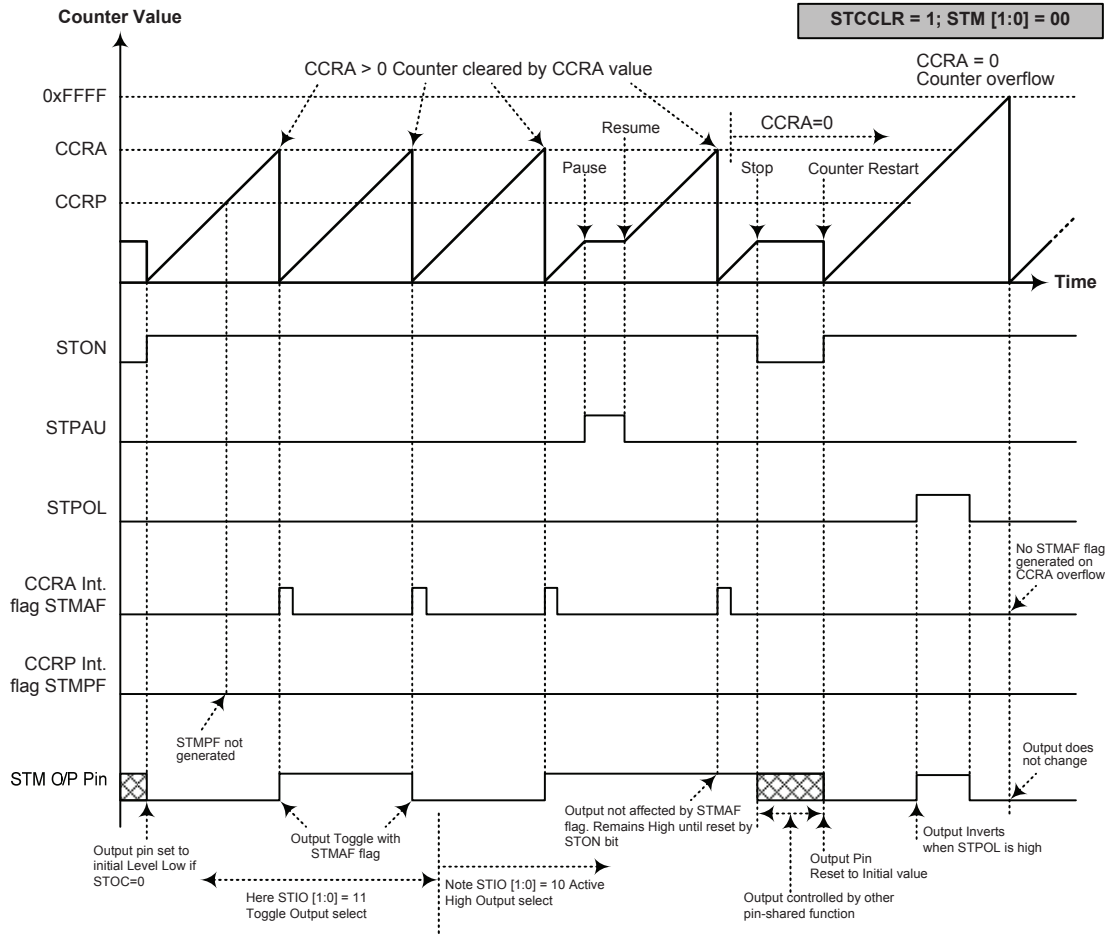 Counter Value
STCCLR = 1; STM [1:0] = 00
CCRA > 0 Counter cleared by CCRA value
CCRA = 0
Counter overflow
0xFFFF
CCRA=0
Resume
CCRA
Pause
Stop
Counter Restart
CCRP
Time
STON
STPAU
STPOL
No STMAF flag
generated on
CCRA overflow
CCRA Int.
flag STMAF
CCRP Int.
flag STMPF
STMPF not
generated
Output does
not change
STM O/P Pin
Output pin set to
initial Level Low if
STOC=0
Output Toggle with
STMAF flag
Output not affected by STMAF
flag. Remains High until reset by
STON bit
Output Inverts
when STPOL is high
Output Pin
Reset to Initial value
Here STIO [1:0] = 11
Toggle Output select
Note STIO [1:0] = 10 Active
High Output select
Output controlled by other
pin-shared function